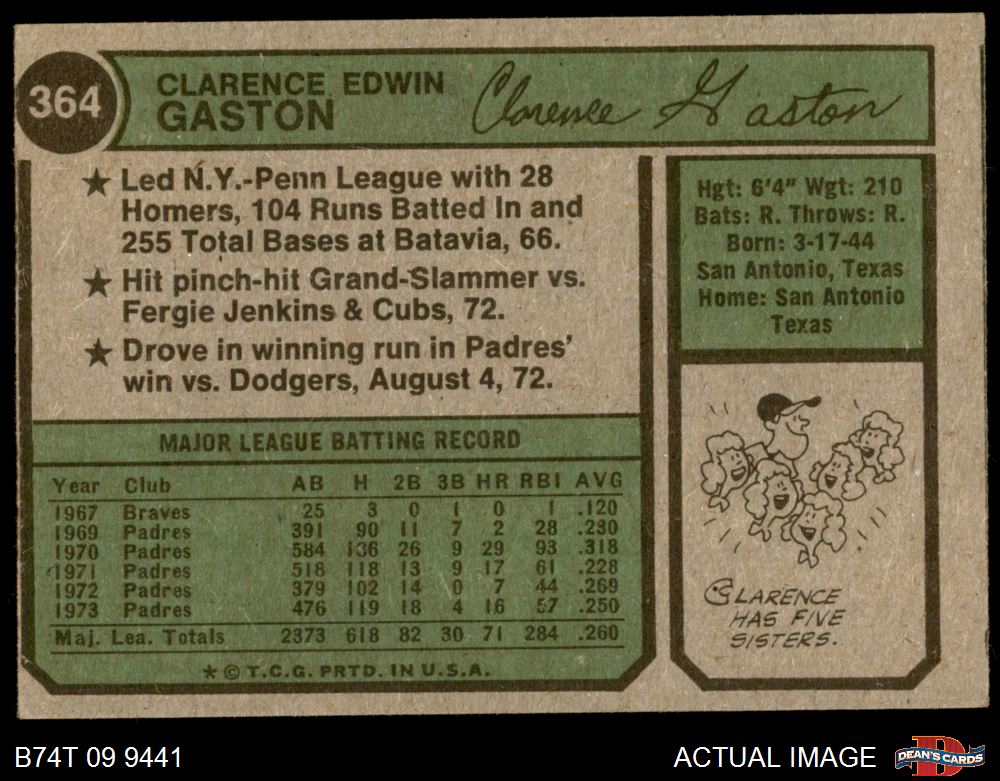 364
CLARENCE EDWIN
GASTON
Clarence Gaston
★ Led N.Y.-Penn League with 28
Homers, 104 Runs Batted In and
255 Total Bases at Batavia, 66.
★ Hit pinch-hit Grand-Slammer vs.
Fergie Jenkins & Cubs, 72.
★ Drove in winning run in Padres'
win vs. Dodgers, August 4, 72.
Hgt: 6'4" Wgt: 210
Bats: R. Throws: R.
Born: 3-17-44
San Antonio, Texas
Home: San Antonio
Texas
MAJOR LEAGUE BATTING RECORD
Year Club AB H 2B 3B HR RBI AVG
1967 Braves 25 3 0 1 0 1 .120
1969 Padres 391 90 11 7 2 28 .230
1970 Padres 584 136 26 9 29 93 .318
1971 Padres 518 118 13 9 17 61 .228
1972 Padres 379 102 14 0 7 44 .269
1973 Padres 476 119 18 4 16 57 .250
Maj. Lea. Totals 2373 618 82 30 71 284 .260
* © T.C.G. PRTD. IN U.S.A.
CLARENCE
HAS FIVE
SISTERS.
B74T 09 9441
ACTUAL IMAGE
D
DEAN'S CARDS